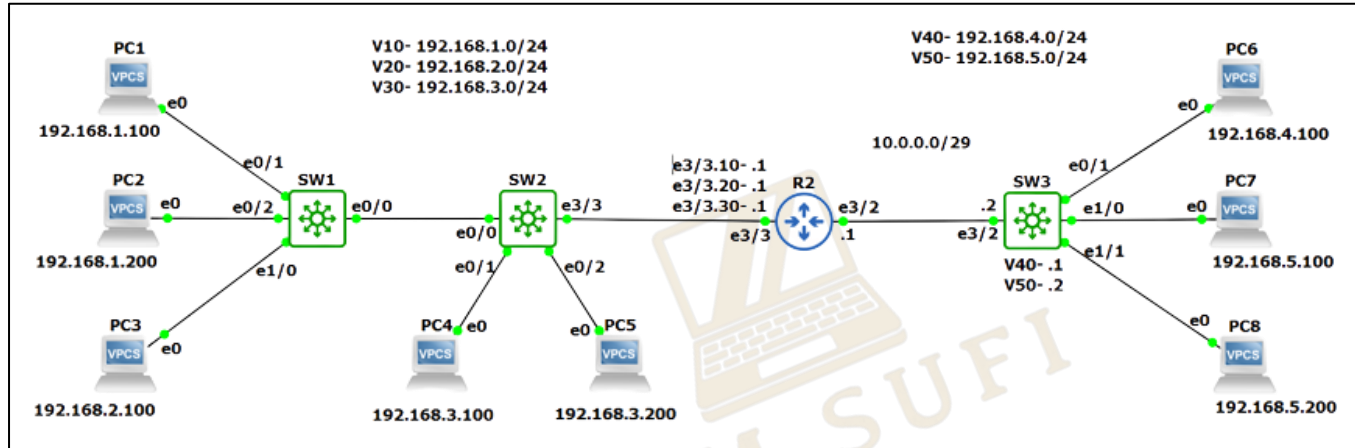 V10- 192.168.1.0/24
V20- 192.168.2.0/24
V30- 192.168.3.0/24
V40- 192.168.4.0/24
V50- 192.168.5.0/24
PC1
VPCS
e0
192.168.1.100
e0/1
PC2
VPCS
e0
192.168.1.200
e0/2
PC3
VPCS
e0
192.168.2.100
e1/0
SW1
e0/0
SW2
e0/0
e3/3
e0/1
e0/2
PC4
VPCS
e0
192.168.3.100
PC5
VPCS
e0
192.168.3.200
e3/3.10- .1
e3/3.20- .1
e3/3.30- .1
e3/3
R2
e3/2
.1
10.0.0.0/29
SW3
.2
e3/2
V40- .1
V50- .2
e0/1
e1/0
e1/1
PC6
VPCS
e0
192.168.4.100
PC7
VPCS
e0
192.168.5.100
PC8
VPCS
e0
192.168.5.200
SUFI